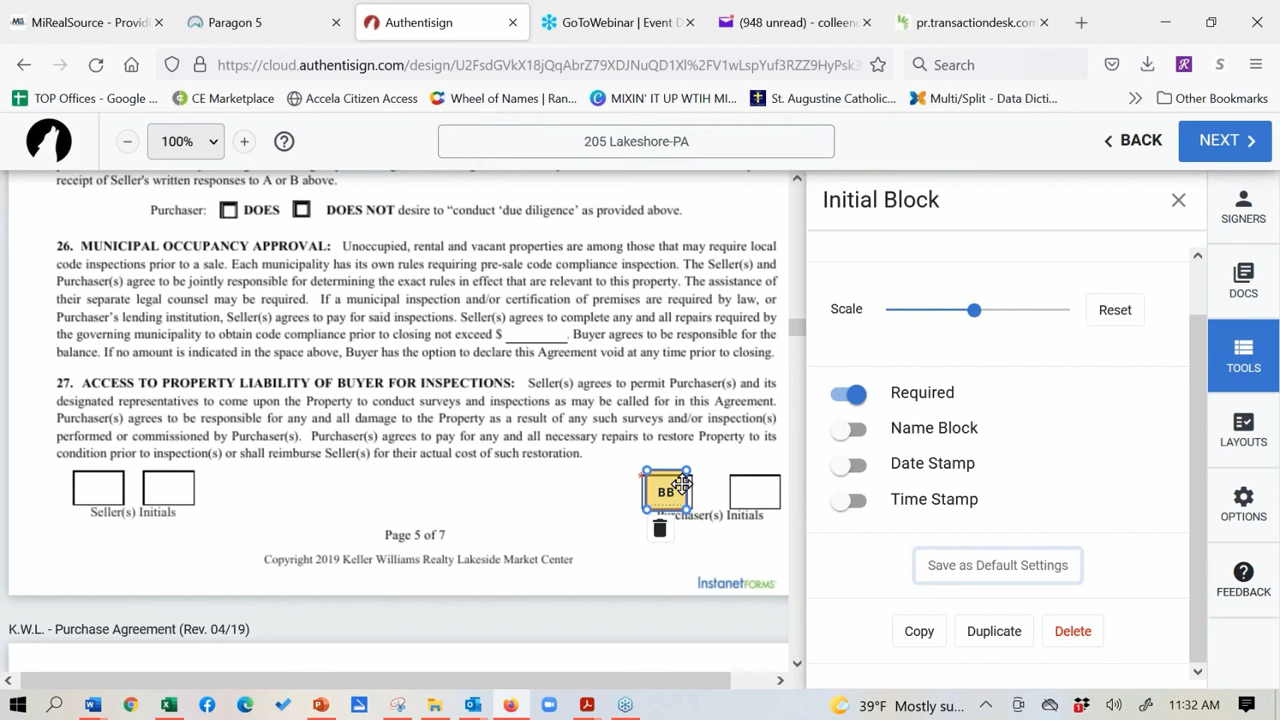 MiRealSource - Providi
Paragon 5
Authentisign
GoToWebinar | Event D
(948 unread) - colleenc
pr.transactiondesk.com/
https://cloud.authentisign.com/design/U2FsdGVkX18jQqAbrZ79XDJNuQD1Xl%2FV1wLspYuf3RZZ9HyPsk3
Search
TOP Offices - Google ...
CE Marketplace
Accela Citizen Access
Wheel of Names | Ran...
MIXIN' IT UP WTIH MI...
St. Augustine Catholic...
Multi/Split - Data Dicti...
Other Bookmarks
100%
205 Lakeshore-PA
BACK
NEXT
receipt of Seller's written responses to A or B above.
Purchaser: DOES DOES NOT desire to “conduct ‘due diligence’ as provided above.
26. MUNICIPAL OCCUPANCY APPROVAL: Unoccupied, rental and vacant properties are among those that may require local
code inspections prior to a sale. Each municipality has its own rules requiring pre-sale code compliance inspection. The Seller(s) and
Purchaser(s) agree to be jointly responsible for determining the exact rules in effect that are relevant to this property. The assistance of
their separate legal counsel may be required. If a municipal inspection and/or certification of premises are required by law, or
Purchaser's lending institution, Seller(s) agrees to pay for said inspections. Seller(s) agrees to complete any and all repairs required by
the governing municipality to obtain code compliance prior to closing not exceed $ ________. Buyer agrees to be responsible for the
balance. If no amount is indicated in the space above, Buyer has the option to declare this Agreement void at any time prior to closing.
27. ACCESS TO PROPERTY LIABILITY OF BUYER FOR INSPECTIONS: Seller(s) agrees to permit Purchaser(s) and its
designated representatives to come upon the Property to conduct surveys and inspections as may be called for in this Agreement.
Purchaser(s) agrees to be responsible for any and all damage to the Property as a result of any such surveys and/or inspection(s)
performed or commissioned by Purchaser(s). Purchaser(s) agrees to pay for any and all necessary repairs to restore Property to its
condition prior to inspection(s) or shall reimburse Seller(s) for their actual cost of such restoration.
BB
Seller(s) Initials
Purchaser(s) Initials
Page 5 of 7
Copyright 2019 Keller Williams Realty Lakeside Market Center
InstanetFORMS
K.W.L. - Purchase Agreement (Rev. 04/19)
Initial Block
Scale
Reset
Required
Name Block
Date Stamp
Time Stamp
Save as Default Settings
Copy
Duplicate
Delete
SIGNERS
DOCS
TOOLS
LAYOUTS
OPTIONS
FEEDBACK
39°F Mostly su...
11:32 AM